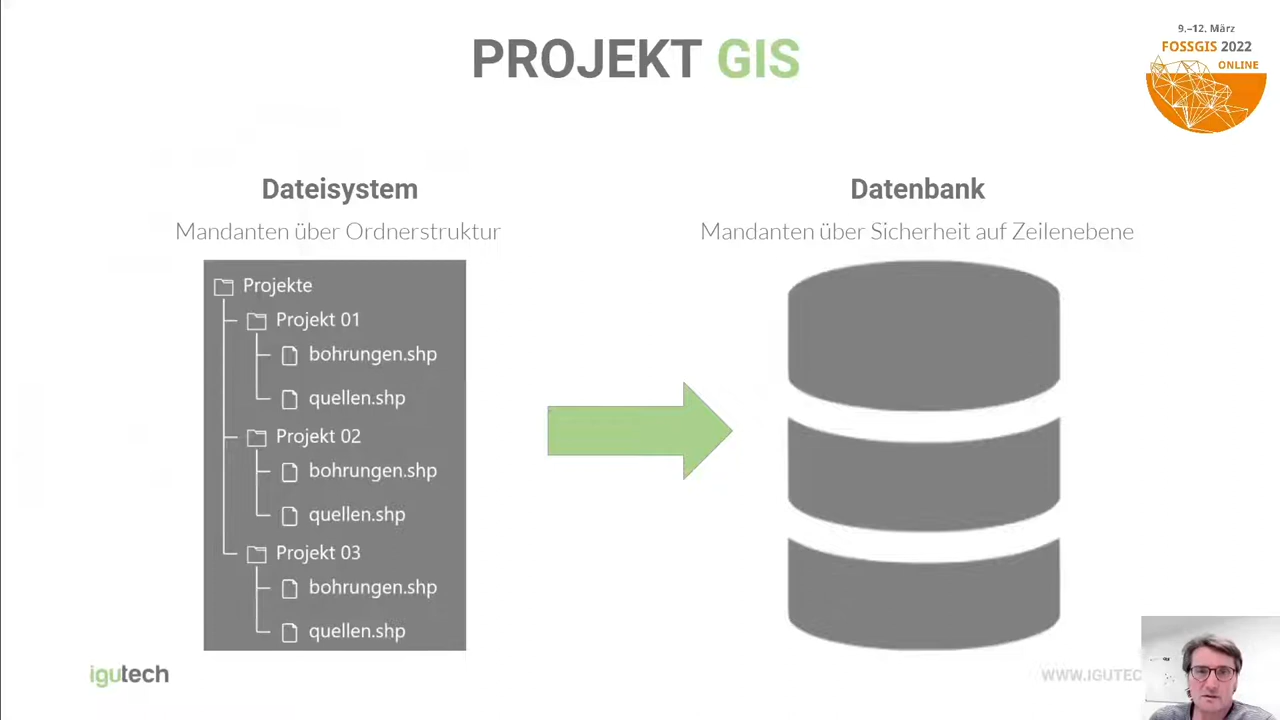 PROJEKT GIS
9.–12. März
FOSSGIS 2022
ONLINE
Dateisystem
Mandanten über Ordnerstruktur
Projekte
Projekt 01
bohrungen.shp
quellen.shp
Projekt 02
bohrungen.shp
quellen.shp
Projekt 03
bohrungen.shp
quellen.shp
Datenbank
Mandanten über Sicherheit auf Zeilenebene
igutech
WWW.IGUTEC